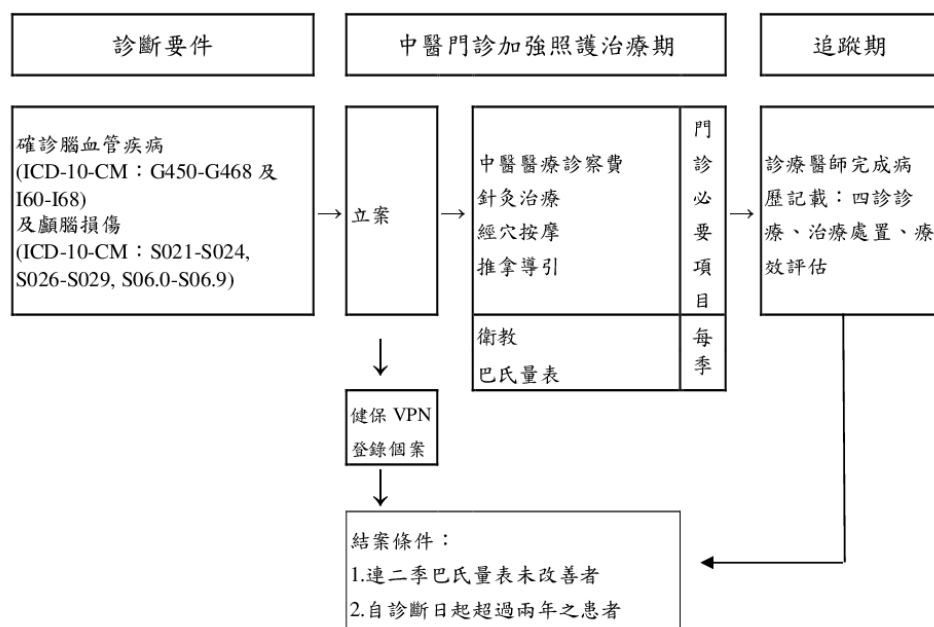 診斷要件
中醫門診加強照護治療期
追蹤期
確診腦血管疾病
(ICD-10-CM：G450-G468 及
I60-I68)
及顱腦損傷
(ICD-10-CM：S021-S024,
S026-S029, S06.0-S06.9)
→
立案
→
中醫醫療診察費
針灸治療
經穴按摩
推拿導引
門
診
必
要
項
目
衛教
巴氏量表
每
季
→
診療醫師完成病
歷記載：四診診
療、治療處置、療
效評估
↓
健保 VPN
登錄個案
↓
結案條件：
1.連二季巴氏量表未改善者
2.自診斷日起超過兩年之患者